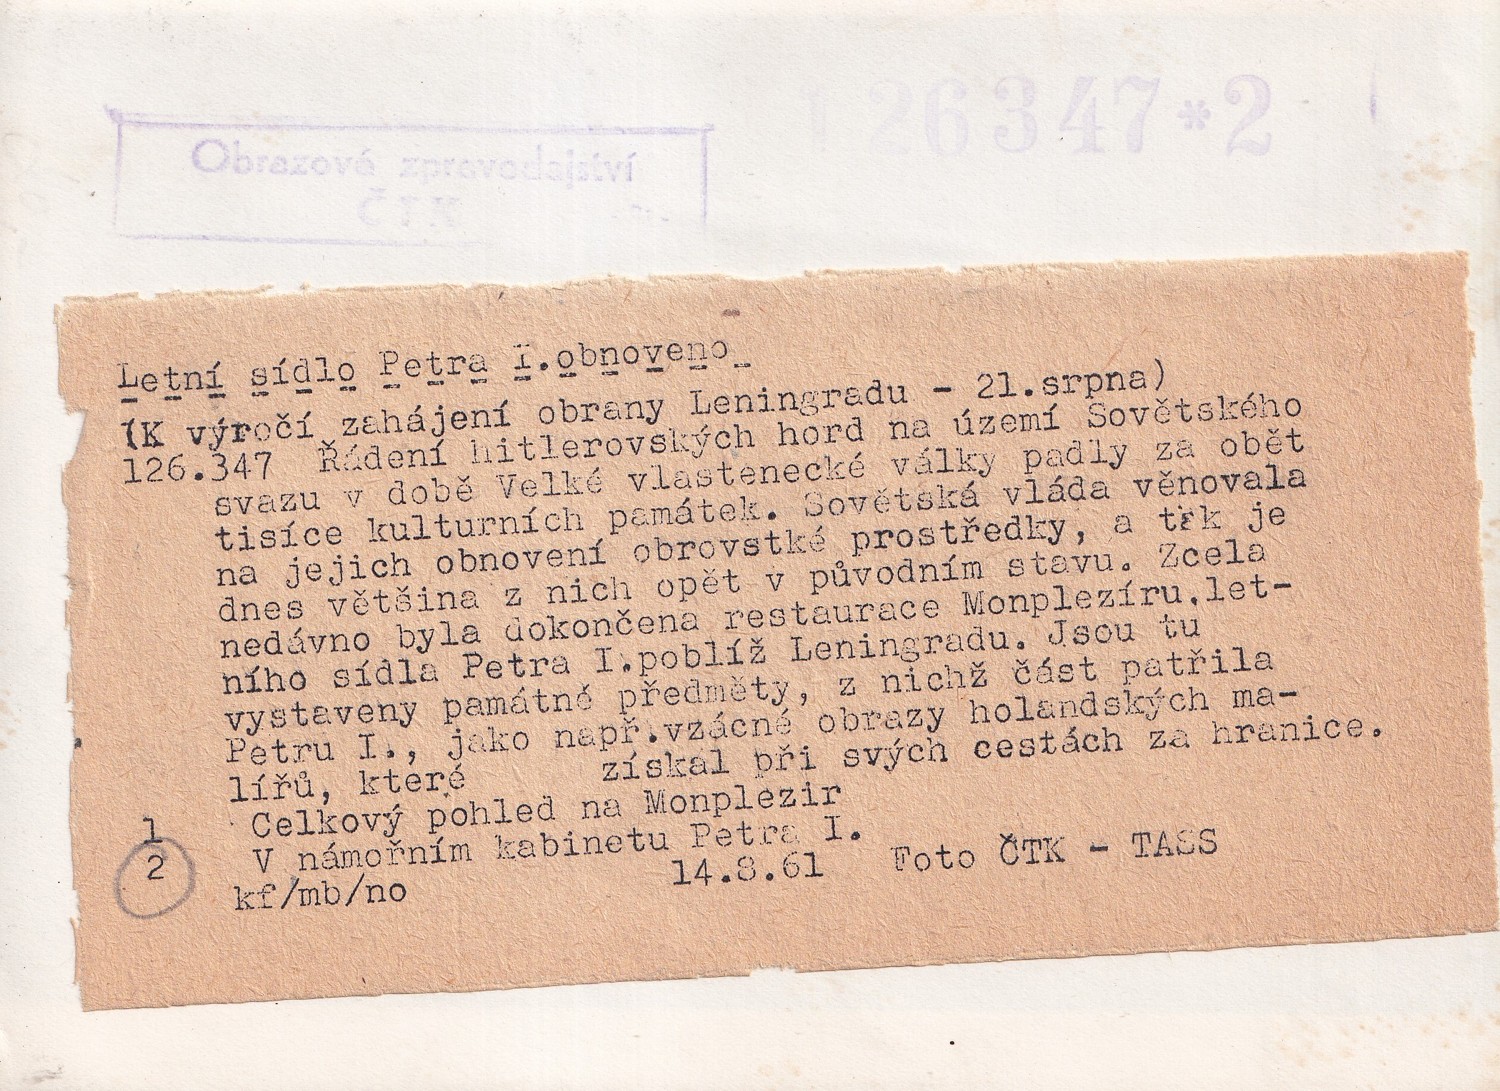 126347*2
Obrazové zpravodajství
ČTK
Letní sídlo Petra I.obnoveno
(K výročí zahájení obrany Leningradu - 21.srpna)
126.347 Řádení hitlerovských hord na území Sovětského
svazu v době Velké vlastenecké války padly za obět
tisíce kulturních památek. Sovětská vláda věnovala
na jejich obnovení obrovstké prostředky, a tak je
dnes většina z nich opět v původním stavu. Zcela
nedávno byla dokončena restaurace Monplezíru,let-
ního sídla Petra I.poblíž Leningradu. Jsou tu
vystaveny památné předměty, z nichž část patřila
Petru I., jako např.vzácné obrazy holandských ma-
lířů, které získal při svých cestách za hranice.
1 Celkový pohled na Monplezir
2 V námořním kabinetu Petra I.
kf/mb/no 14.8.61 Foto ČTK - TASS